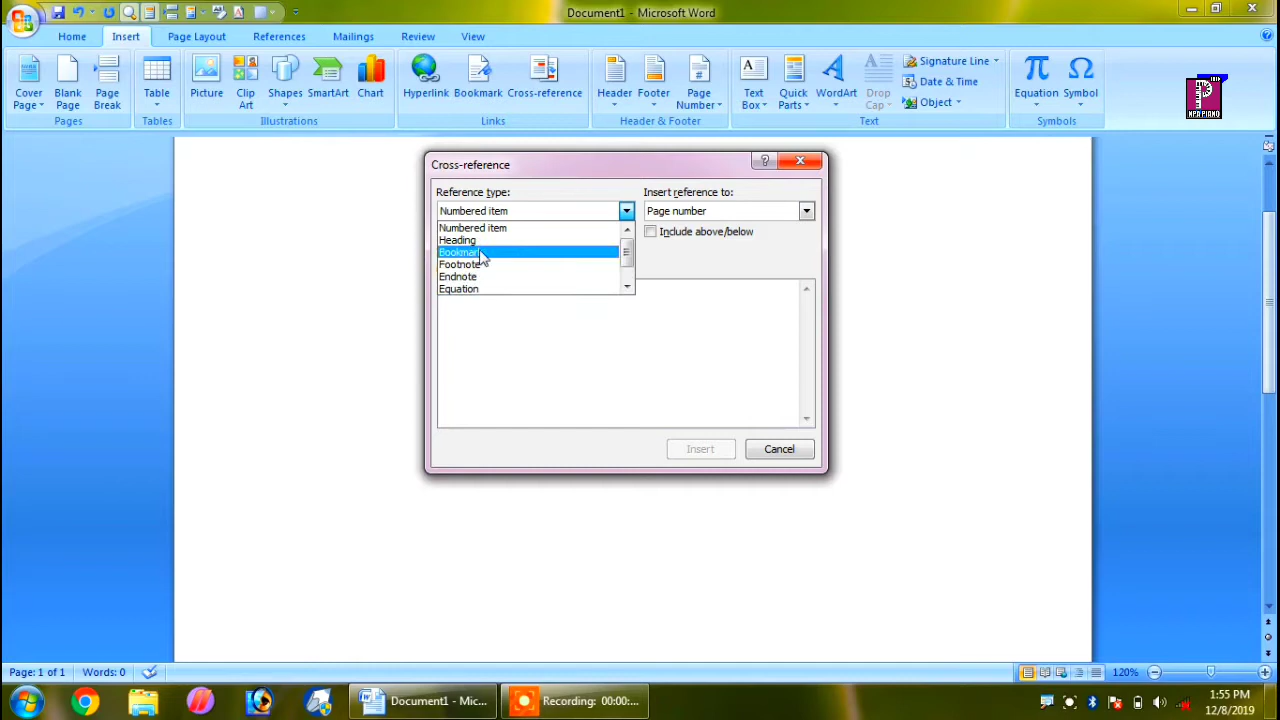 Document1 - Microsoft Word
Home Insert Page Layout References Mailings Review View
Cover Page Blank Page Page Break Table Picture Clip Art Shapes SmartArt Chart Hyperlink Bookmark Cross-reference Header Footer Page Number Text Box Quick Parts WordArt Drop Cap Signature Line Date & Time Object Equation Symbol
Pages Tables Illustrations Links Header & Footer Text Symbols
NPA PIANO
Cross-reference
Reference type: Insert reference to:
Numbered item Page number
Numbered item
Include above/below
Heading
Bookmark
Footnote
Endnote
Equation
Insert Cancel
Page: 1 of 1 Words: 0 120%
Document1 - Mic... Recording: 00:00:...
1:55 PM
12/8/2019